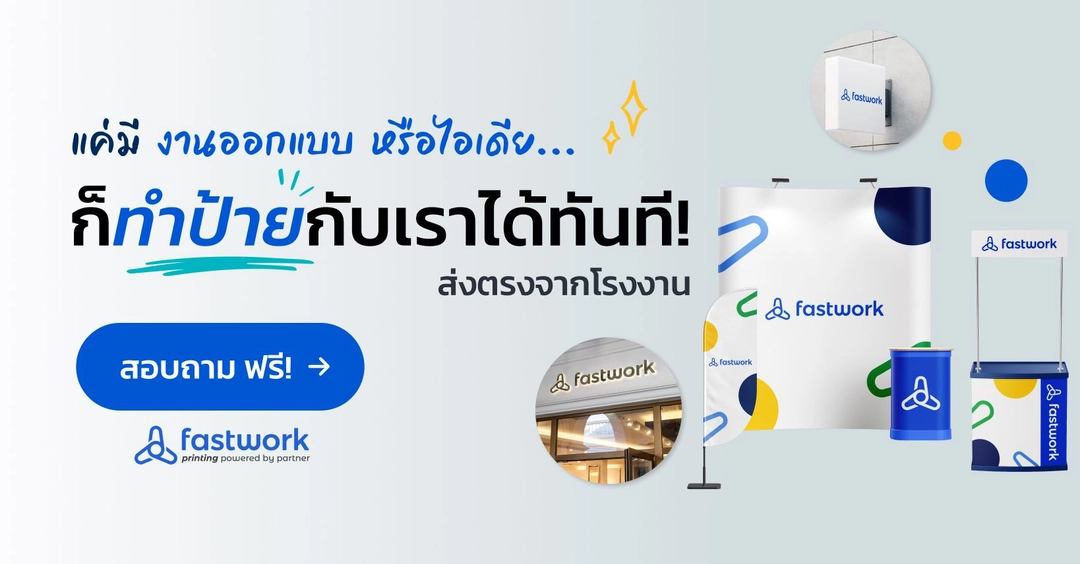 แค่มี งานออกแบบ หรือไอเดีย...
ก็ทำป้ายกับเราได้ทันที!
ส่งตรงจากโรงงาน
สอบถาม ฟรี! →
fastwork
printing powered by partner
fastwork
fastwork
fastwork
fastwork
fastwork
fastwork